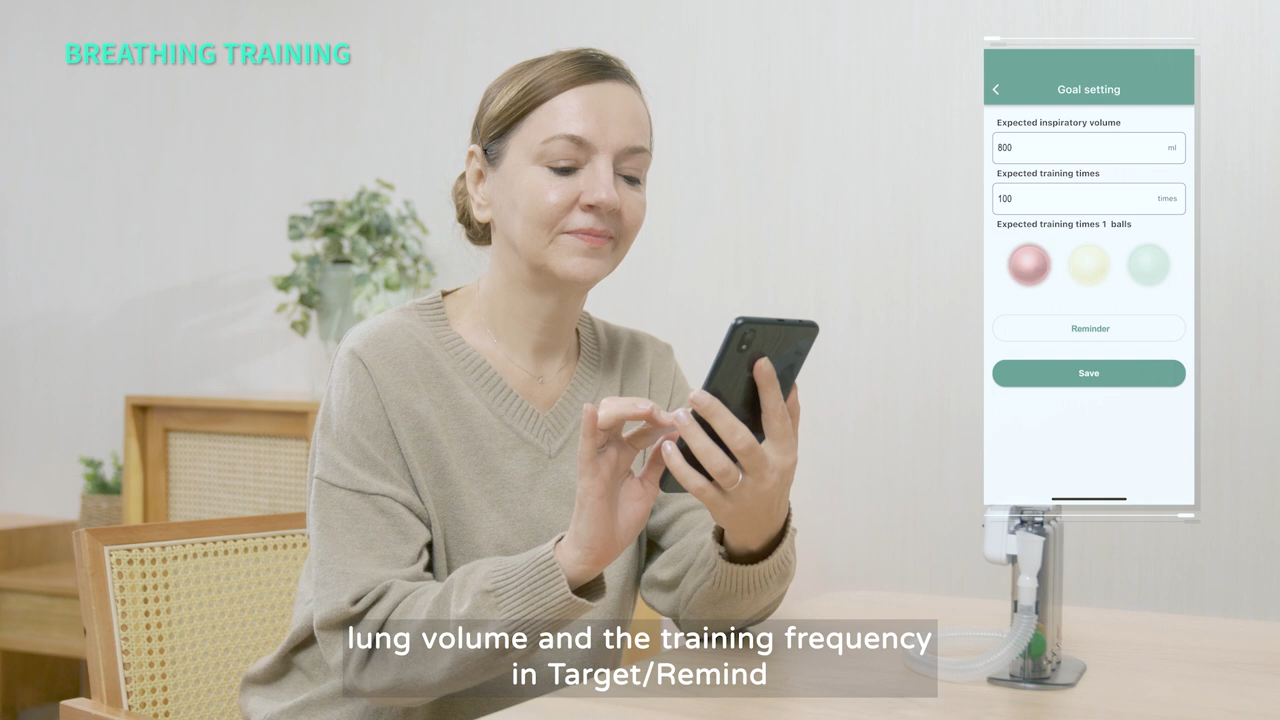 BREATHING TRAINING
Goal setting
Expected inspiratory volume
800 ml
Expected training times
100 times
Expected training times 1 balls
Reminder
Save
lung volume and the training frequency
in Target/Remind